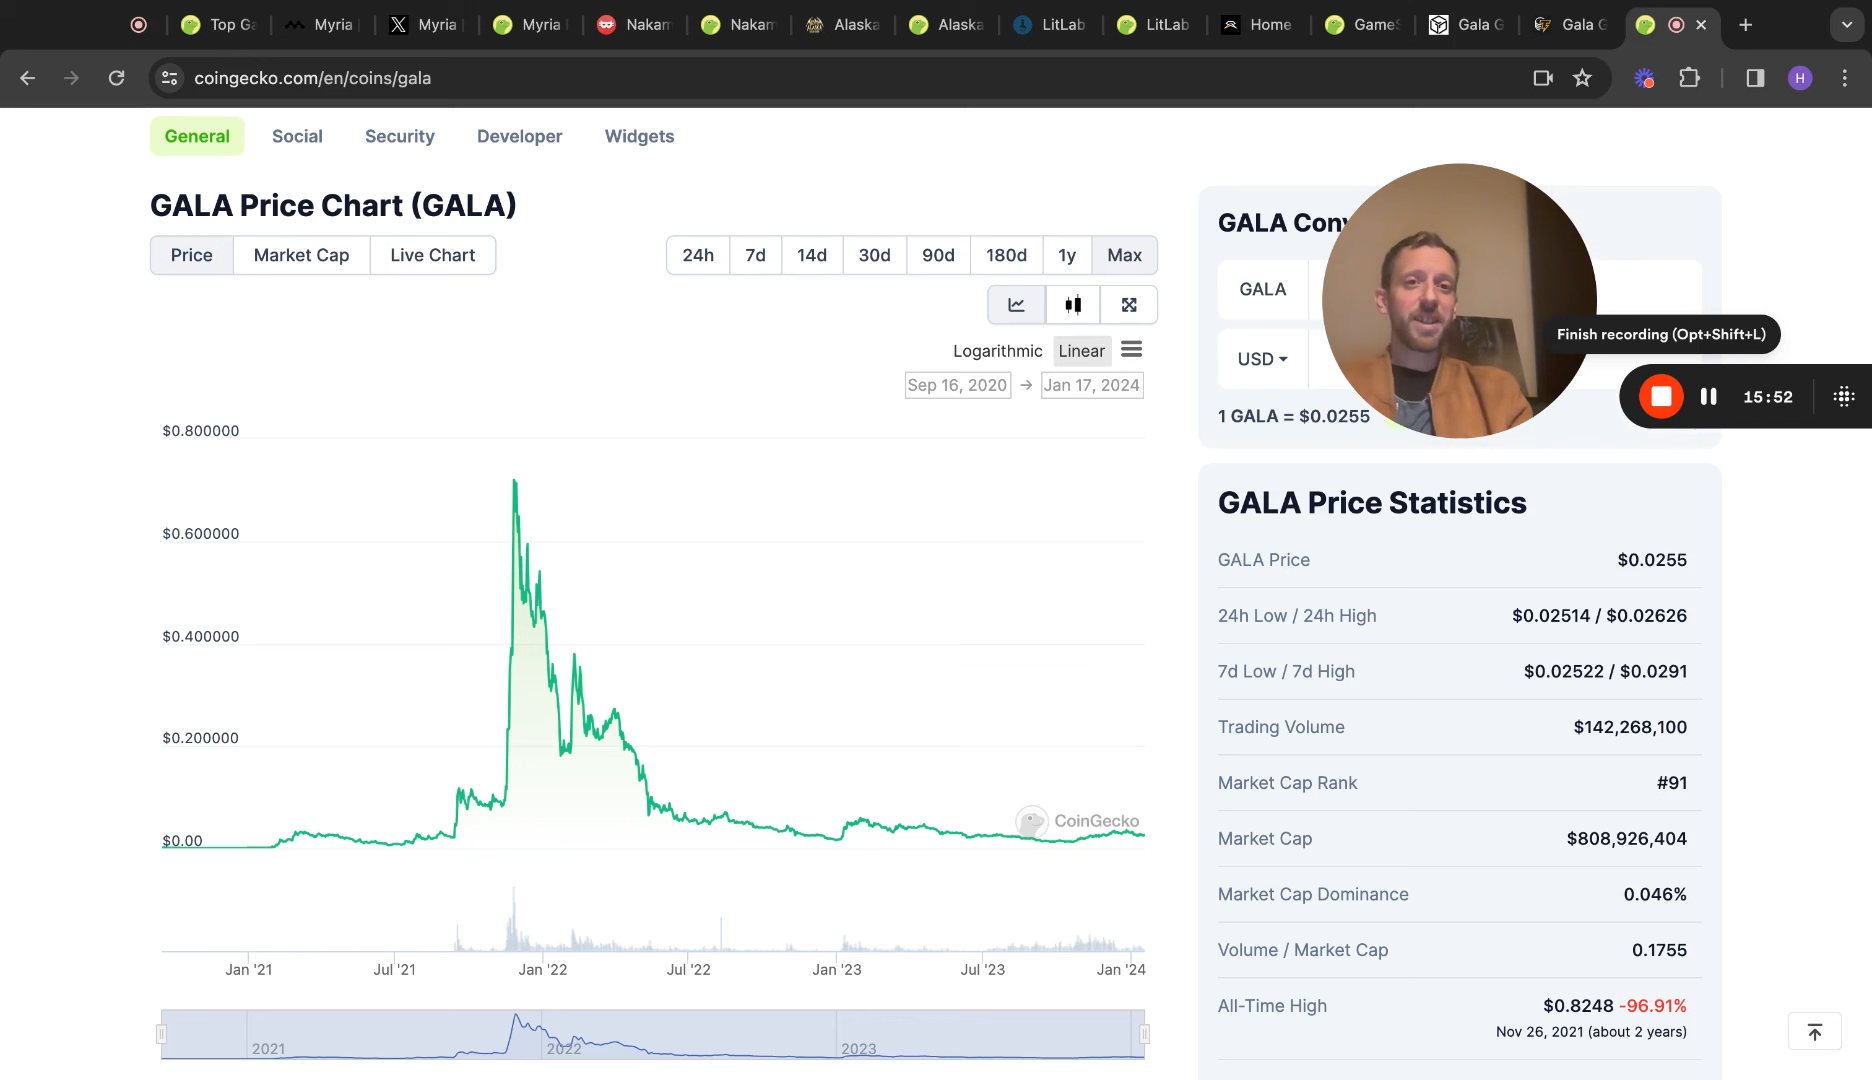 Top Ga
Myria
Myria
Myria
Nakam
Nakam
Alaska
Alaska
LitLab
LitLab
Home
GameS
Gala G
Gala G
coingecko.com/en/coins/gala
H
General Social Security Developer Widgets
GALA Price Chart (GALA)
Price Market Cap Live Chart
24h 7d 14d 30d 90d 180d 1y Max
Logarithmic Linear
Sep 16, 2020 → Jan 17, 2024
$0.800000
$0.600000
$0.400000
$0.200000
$0.00
CoinGecko
Jan '21 Jul '21 Jan '22 Jul '22 Jan '23 Jul '23 Jan '24
2021 2022 2023
GALA Conv
GALA
USD
1 GALA = $0.0255
Finish recording (Opt+Shift+L)
15:52
GALA Price Statistics
GALA Price $0.0255
24h Low / 24h High $0.02514 / $0.02626
7d Low / 7d High $0.02522 / $0.0291
Trading Volume $142,268,100
Market Cap Rank #91
Market Cap $808,926,404
Market Cap Dominance 0.046%
Volume / Market Cap 0.1755
All-Time High $0.8248 -96.91%
Nov 26, 2021 (about 2 years)